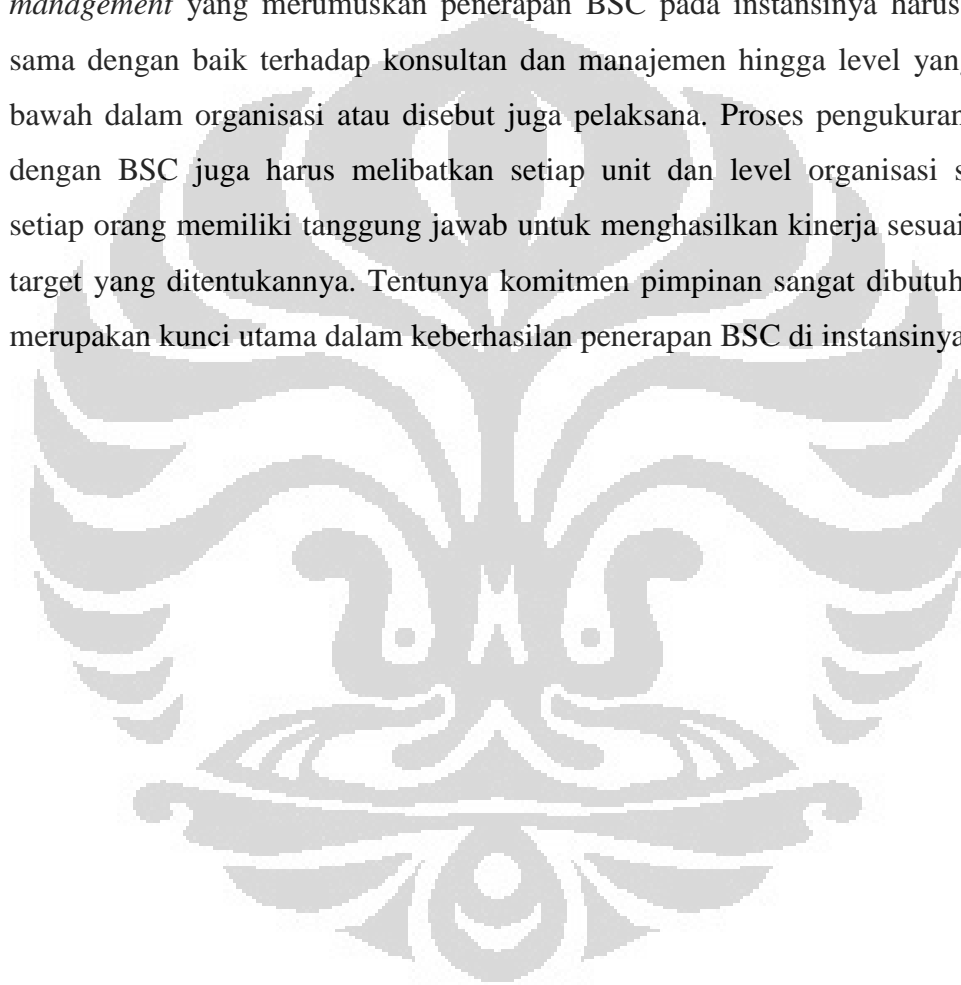 management yang merumuskan penerapan BSC pada instansinya harus
sama dengan baik terhadap konsultan dan manajemen hingga level yang
bawah dalam organisasi atau disebut juga pelaksana. Proses pengukuran
dengan BSC juga harus melibatkan setiap unit dan level organisasi s
setiap orang memiliki tanggung jawab untuk menghasilkan kinerja sesuai
target yang ditentukannya. Tentunya komitmen pimpinan sangat dibutuh
merupakan kunci utama dalam keberhasilan penerapan BSC di instansinya